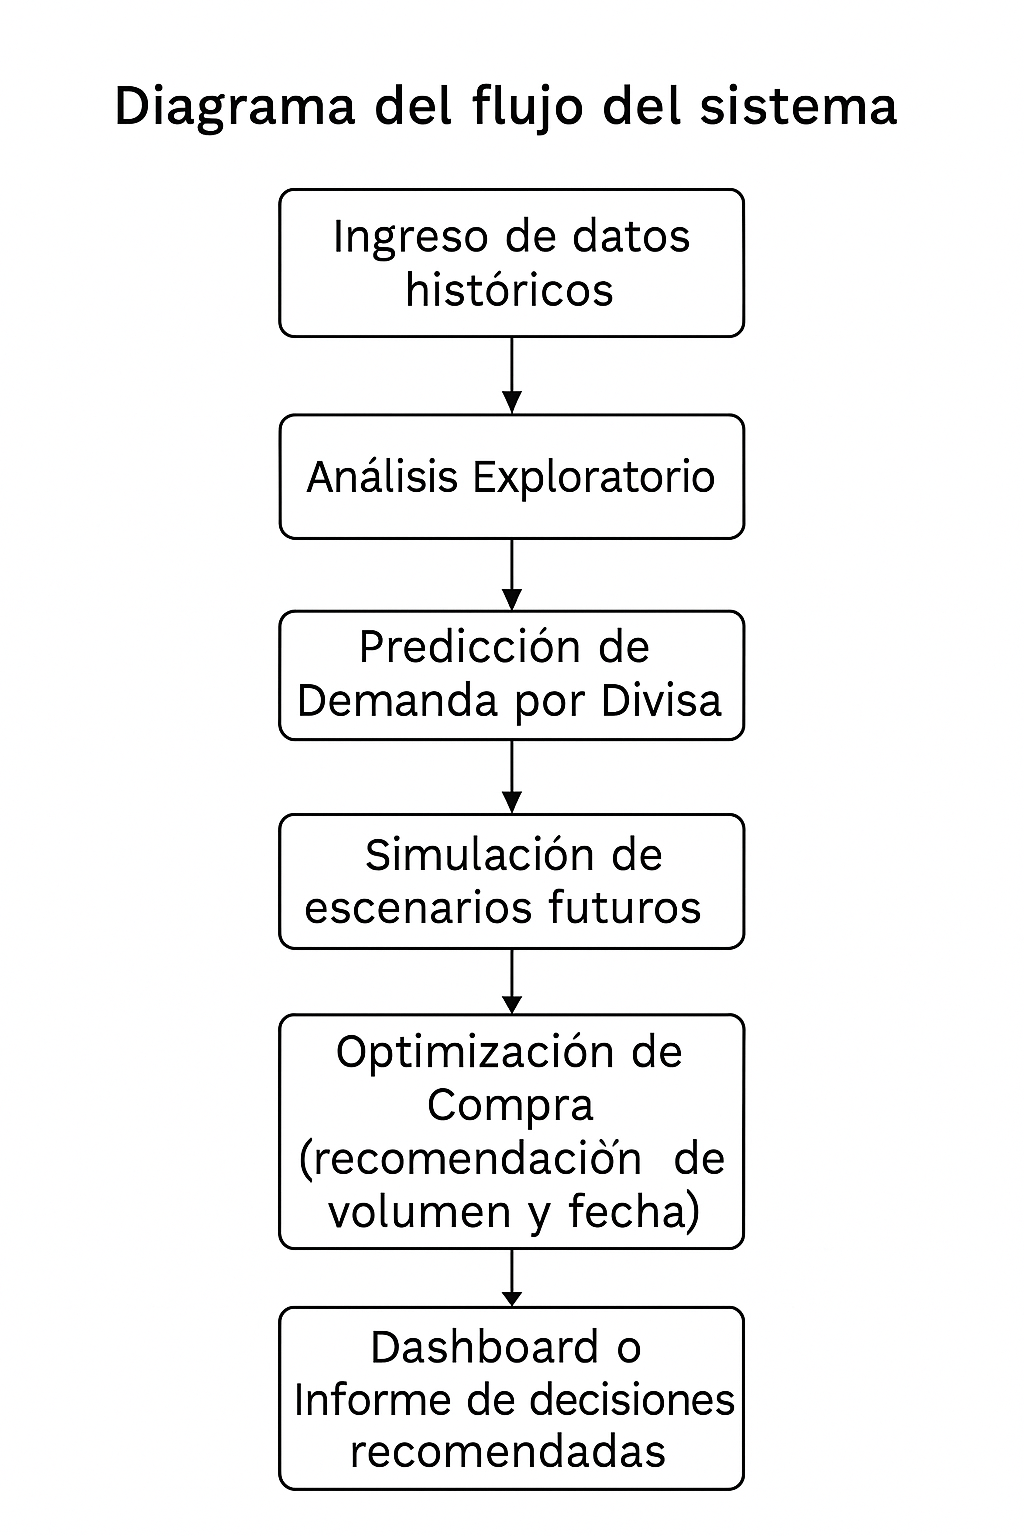 Diagrama del flujo del sistema
Ingreso de datos
históricos
Análisis Exploratorio
Predicción de
Demanda por Divisa
Simulación de
escenarios futuros
Optimización de
Compra
(recomendación de
volumen y fecha)
Dashboard o
Informe de decisiones
recomendadas